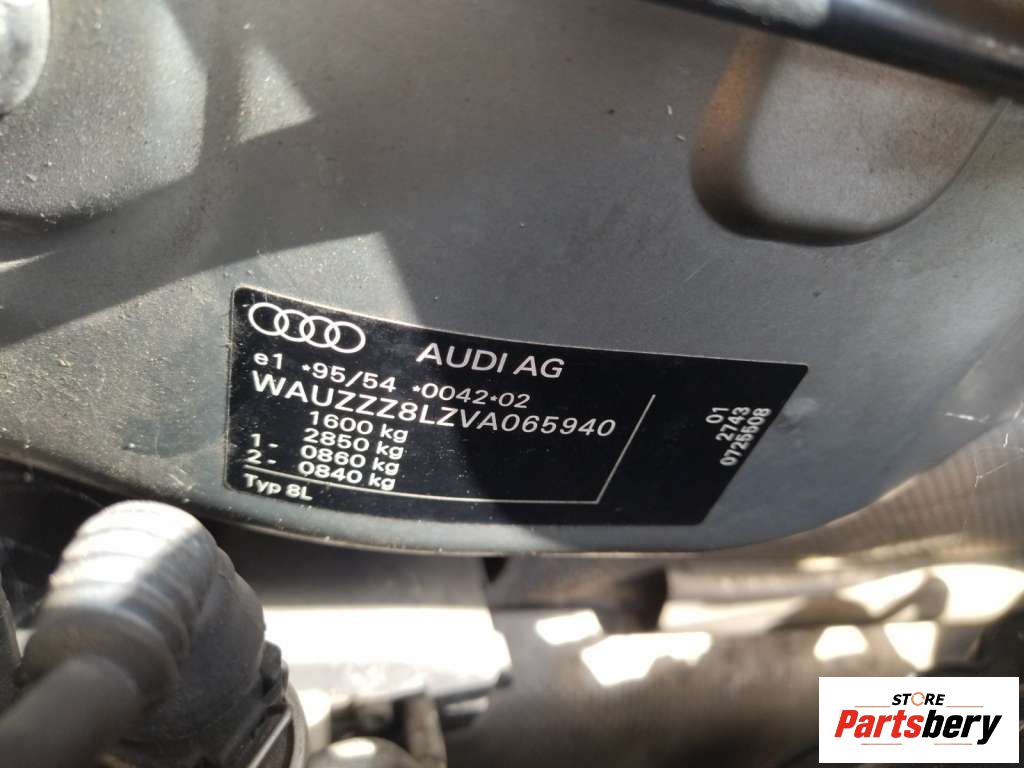 AUDI AG
e1 *95/54 *0042*02
WAUZZZ8LZVA065940
1600 kg
2850 kg
1- 0860 kg
2- 0840 kg
Typ 8L
01
2743
0725508
STORE
Partsbery